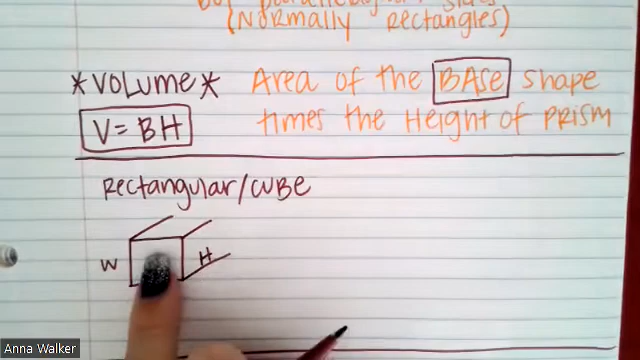 (Normally rectangles)
*VOLUME* Area of the BASE shape
V = BH times the Height of PRISM
Rectangular/CUBE
W H
Anna Walker